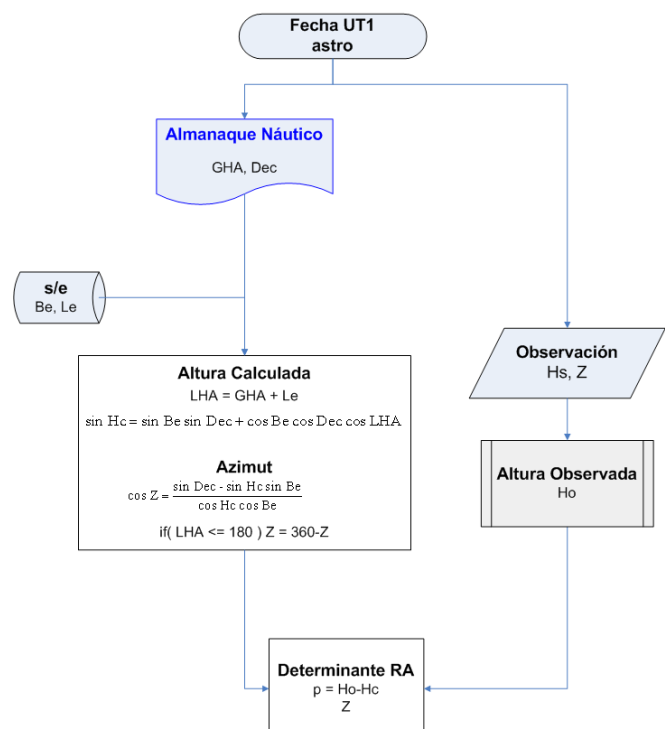 Fecha UT1
astro
Almanaque Náutico
GHA, Dec
s/e
Be, Le
Altura Calculada
LHA = GHA + Le
sin Hc = sin Be sin Dec + cos Be cos Dec cos LHA
Azimut
cos Z = \frac{sin Dec - sin Hc sin Be}{cos Hc cos Be}
if( LHA <= 180 ) Z = 360-Z
Observación
Hs, Z
Altura Observada
Ho
Determinante RA
p = Ho-Hc
Z